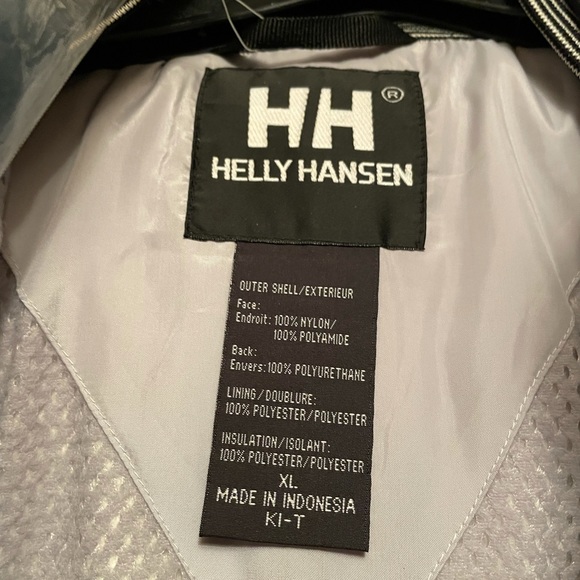 H/H ®
HELLY HANSEN
OUTER SHELL/EXTERIEUR
Face:
Endroit: 100% NYLON/
100% POLYAMIDE
Back:
Envers: 100% POLYURETHANE
LINING/DOUBLURE:
100% POLYESTER/POLYESTER
INSULATION/ISOLANT:
100% POLYESTER/POLYESTER
XL
MADE IN INDONESIA
KI-T